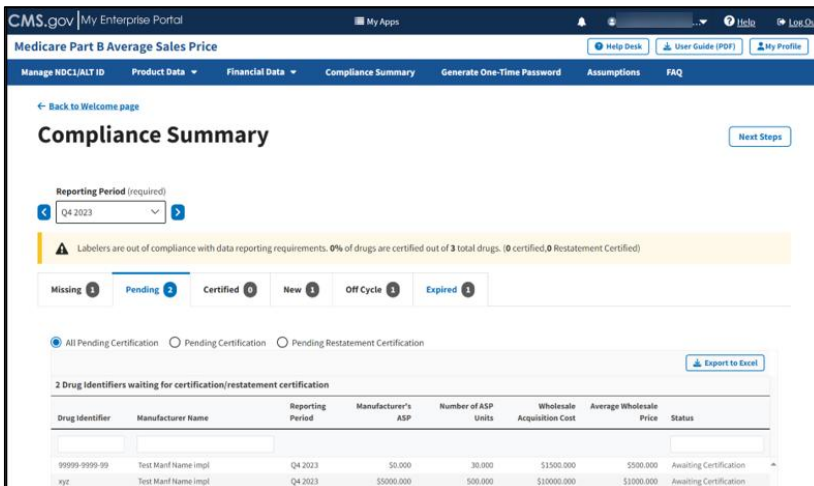 CMS.gov My Enterprise Portal My Apps Help Log Ou
Medicare Part B Average Sales Price Help Desk User Guide (PDF) My Profile
Manage NDC1/ALT ID Product Data Financial Data Compliance Summary Generate One-Time Password Assumptions FAQ
Back to Welcome page
Compliance Summary Next Steps
Reporting Period (required)
Q4 2023
Labelers are out of compliance with data reporting requirements. 0% of drugs are certified out of 3 total drugs. (0 certified,0 Restatement Certified)
Missing 1 Pending 2 Certified 0 New 1 Off Cycle 1 Expired 1
All Pending Certification Pending Certification Pending Restatement Certification
Export to Excel
2 Drug Identifiers waiting for certification/restatement certification
Drug Identifier Manufacturer Name Reporting Period Manufacturer's ASP Number of ASP Units Wholesale Acquisition Cost Average Wholesale Price Status
99999-9999-99 Test Manf Name impl Q4 2023 $0.000 30.000 $1500.000 $500.000 Awaiting Certification
xyz Test Manf Name impl Q4 2023 $5000.000 500.000 $10000.000 $1000.000 Awaiting Certification